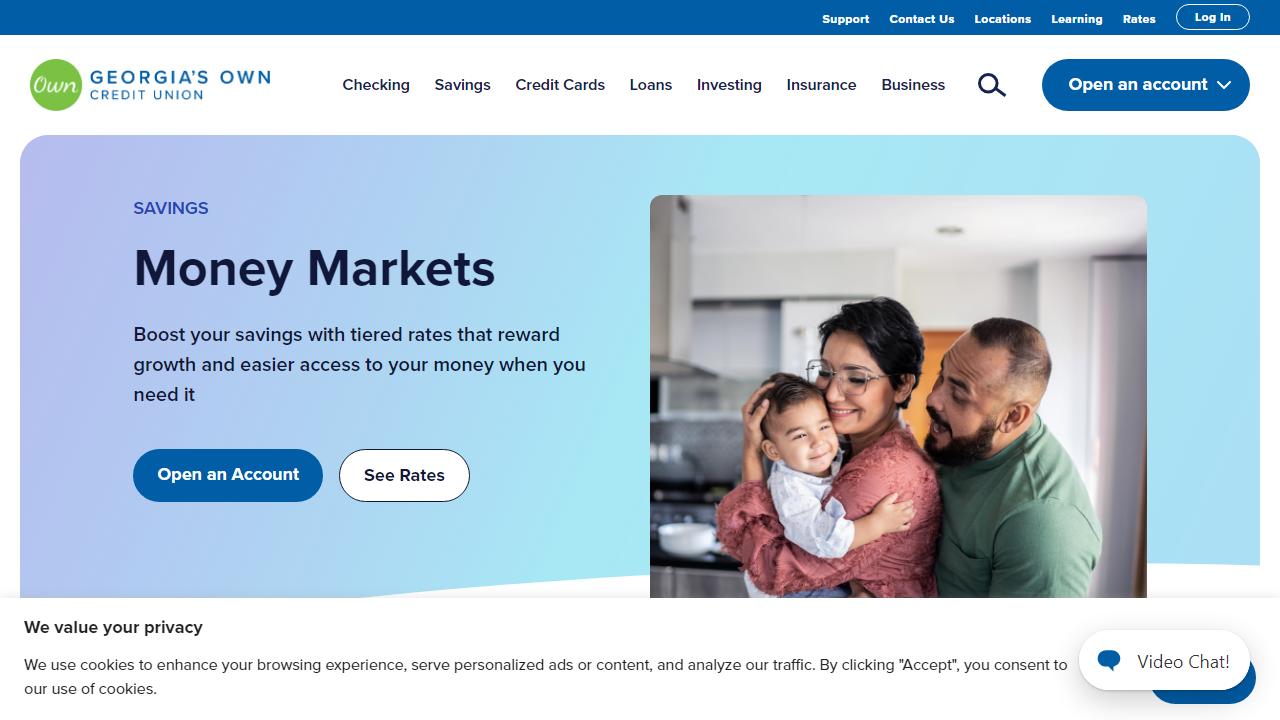 Support Contact Us Locations Learning Rates Log In
Own GEORGIA'S OWN
CREDIT UNION
Checking Savings Credit Cards Loans Investing Insurance Business Open an account
SAVINGS
Money Markets
Boost your savings with tiered rates that reward
growth and easier access to your money when you
need it
Open an Account See Rates
We value your privacy
We use cookies to enhance your browsing experience, serve personalized ads or content, and analyze our traffic. By clicking "Accept", you consent to
our use of cookies.
Video Chat!